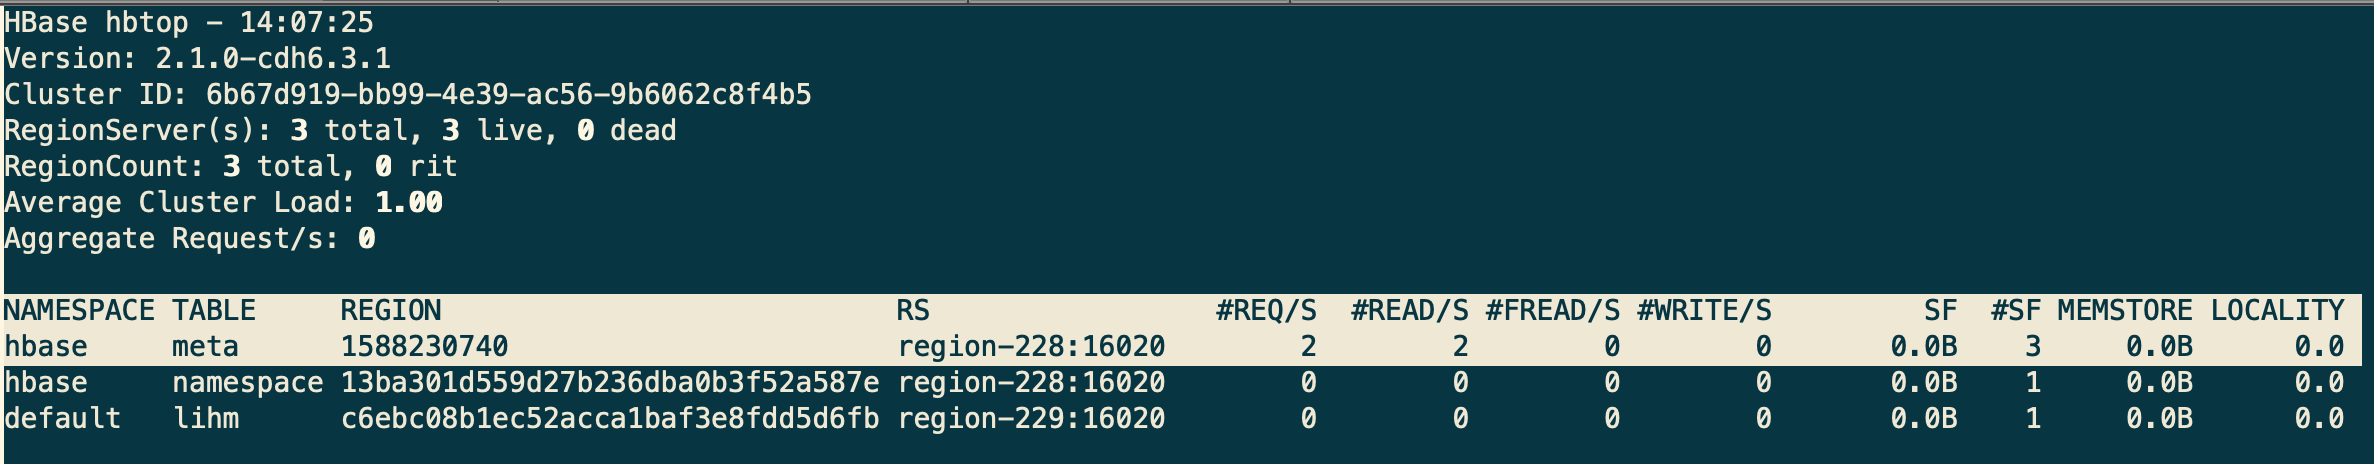 HBase hbtop - 14:07:25
Version: 2.1.0-cdh6.3.1
Cluster ID: 6b67d919-bb99-4e39-ac56-9b6062c8f4b5
RegionServer(s): 3 total, 3 live, 0 dead
RegionCount: 3 total, 0 rit
Average Cluster Load: 1.00
Aggregate Request/s: 0
NAMESPACE TABLE REGION RS #REQ/S #READ/S #FREAD/S #WRITE/S SF #SF MEMSTORE LOCALITY
hbase meta 1588230740 region-228:16020 2 2 0 0 0.0B 3 0.0B 0.0
hbase namespace 13ba301d559d27b236dba0b3f52a587e region-228:16020 0 0 0 0 0.0B 1 0.0B 0.0
default lihm c6ebc08b1ec52acca1baf3e8fdd5d6fb region-229:16020 0 0 0 0 0.0B 1 0.0B 0.0